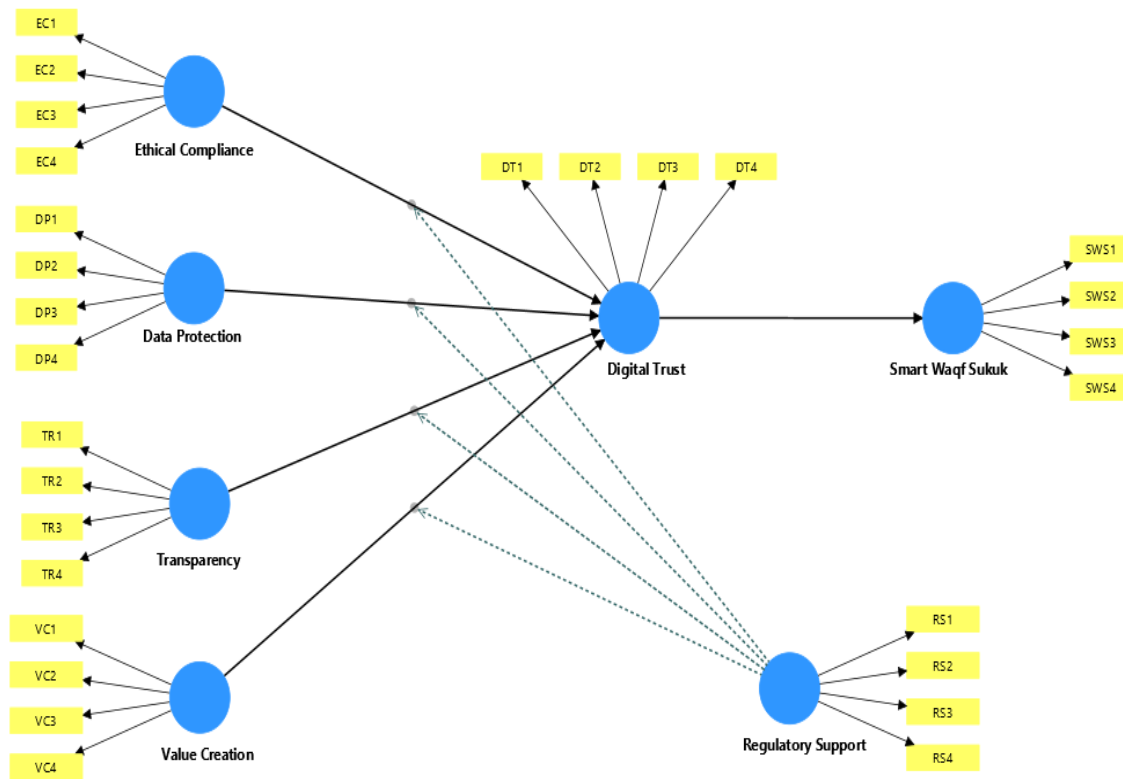 EC1
EC2
EC3
EC4
Ethical Compliance
DP1
DP2
DP3
DP4
Data Protection
TR1
TR2
TR3
TR4
Transparency
VC1
VC2
VC3
VC4
Value Creation
DT1
DT2
DT3
DT4
Digital Trust
SWS1
SWS2
SWS3
SWS4
Smart Waqf Sukuk
RS1
RS2
RS3
RS4
Regulatory Support